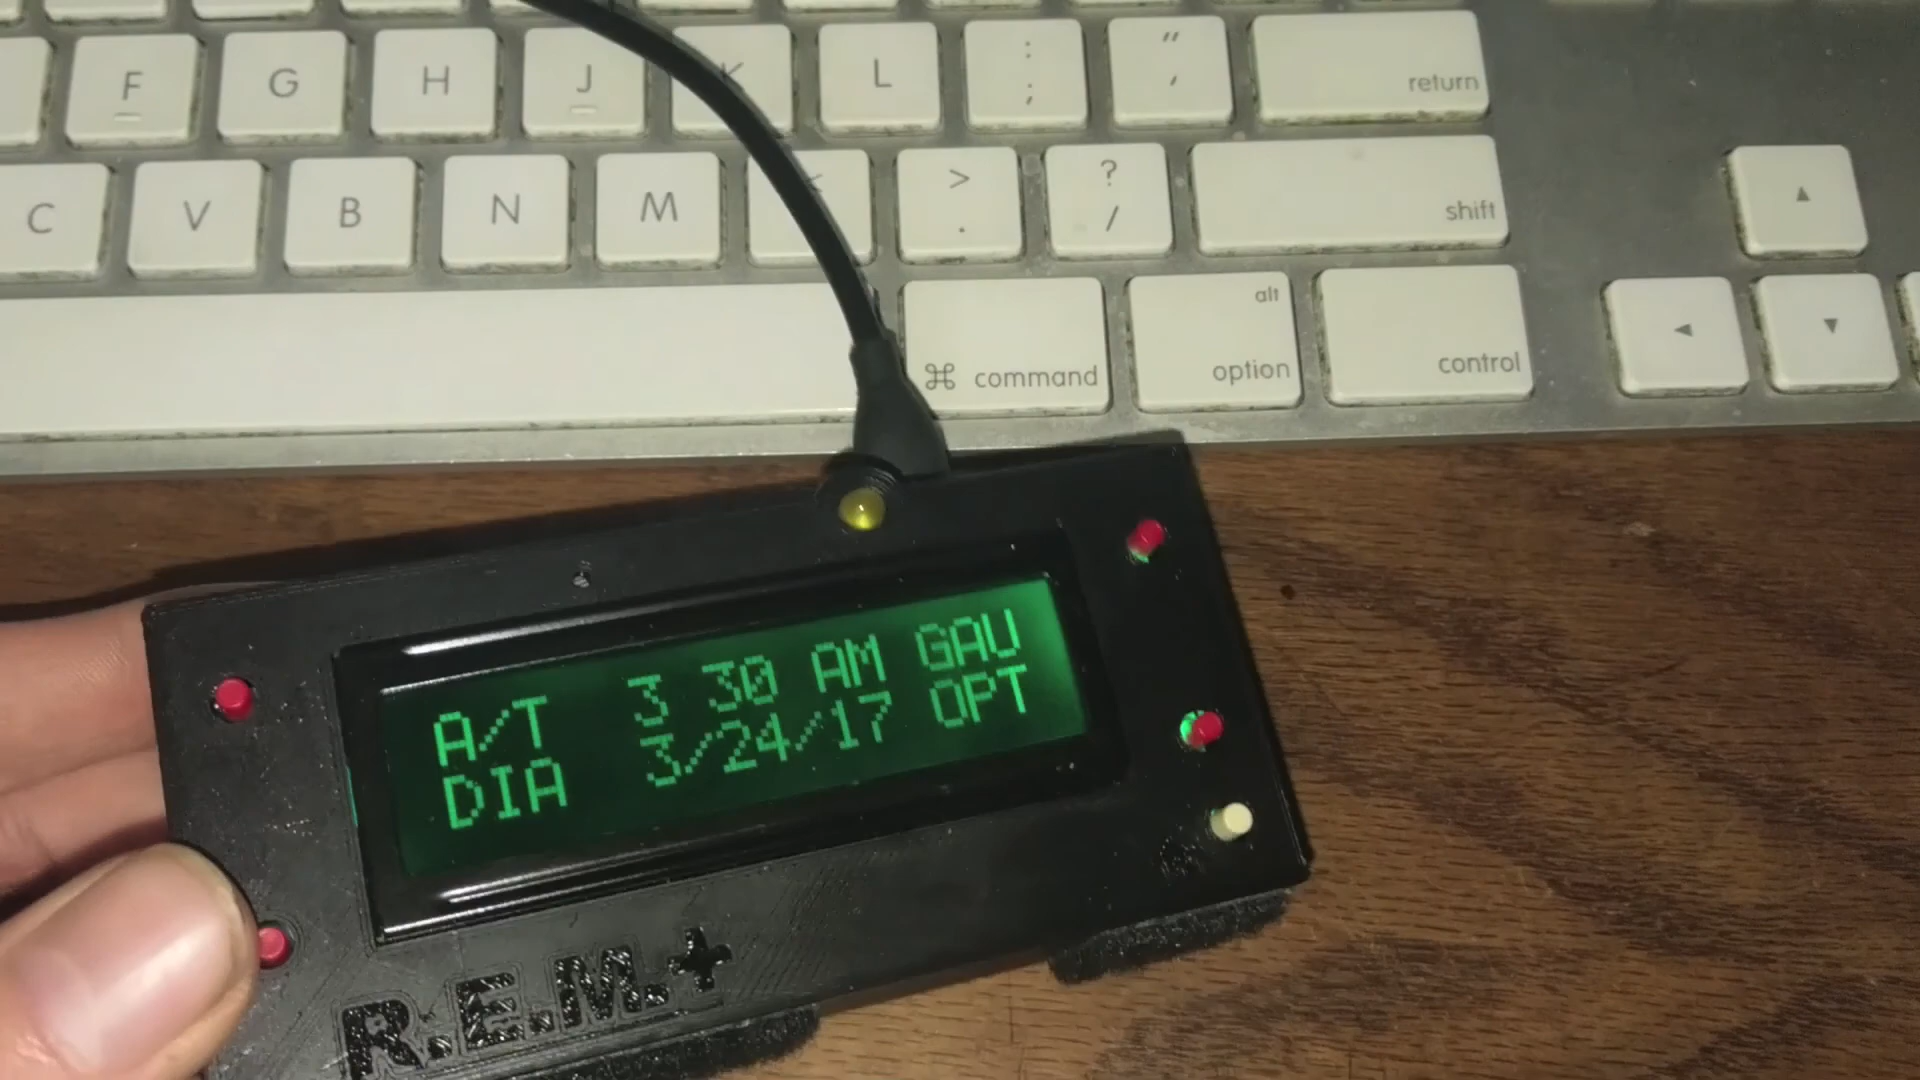 F G H J K L : ; " ' return
C V B N M < > . ? / shift
⌘ command alt option control
A/T 3 30 AM GAU
DIA 3/24/17 OPT
R.E.M.+